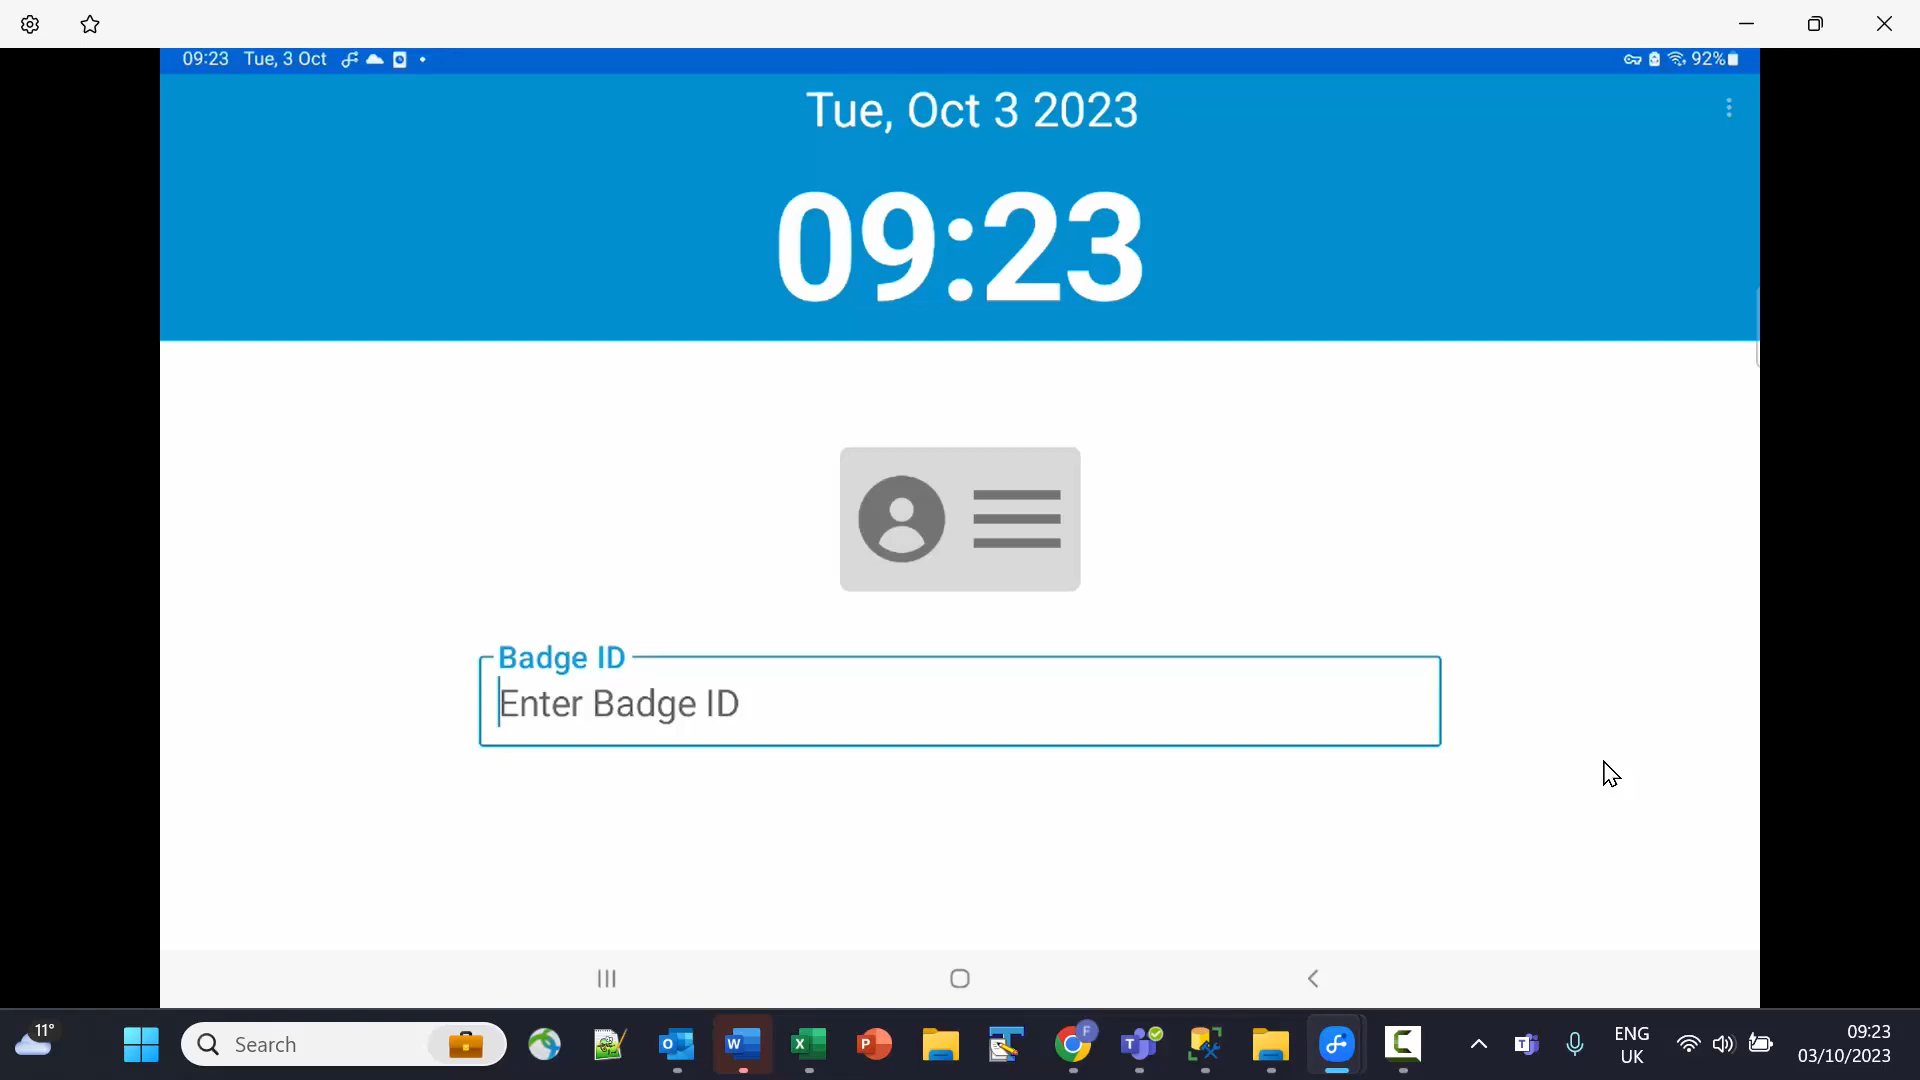 09:23 Tue, 3 Oct
92%
Tue, Oct 3 2023
09:23
Badge ID
Enter Badge ID
11°
Search
F
ENG
UK
09:23
03/10/2023